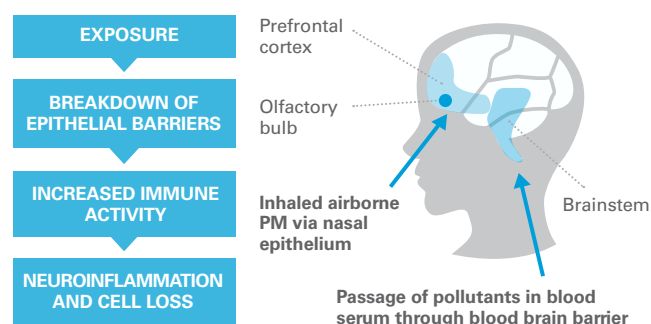 EXPOSURE
BREAKDOWN OF
EPITHELIAL BARRIERS
INCREASED IMMUNE
ACTIVITY
NEUROINFLAMMATION
AND CELL LOSS
Prefrontal
cortex
Olfactory
bulb
Inhaled airborne
PM via nasal
epithelium
Brainstem
Passage of pollutants in blood
serum through blood brain barrier